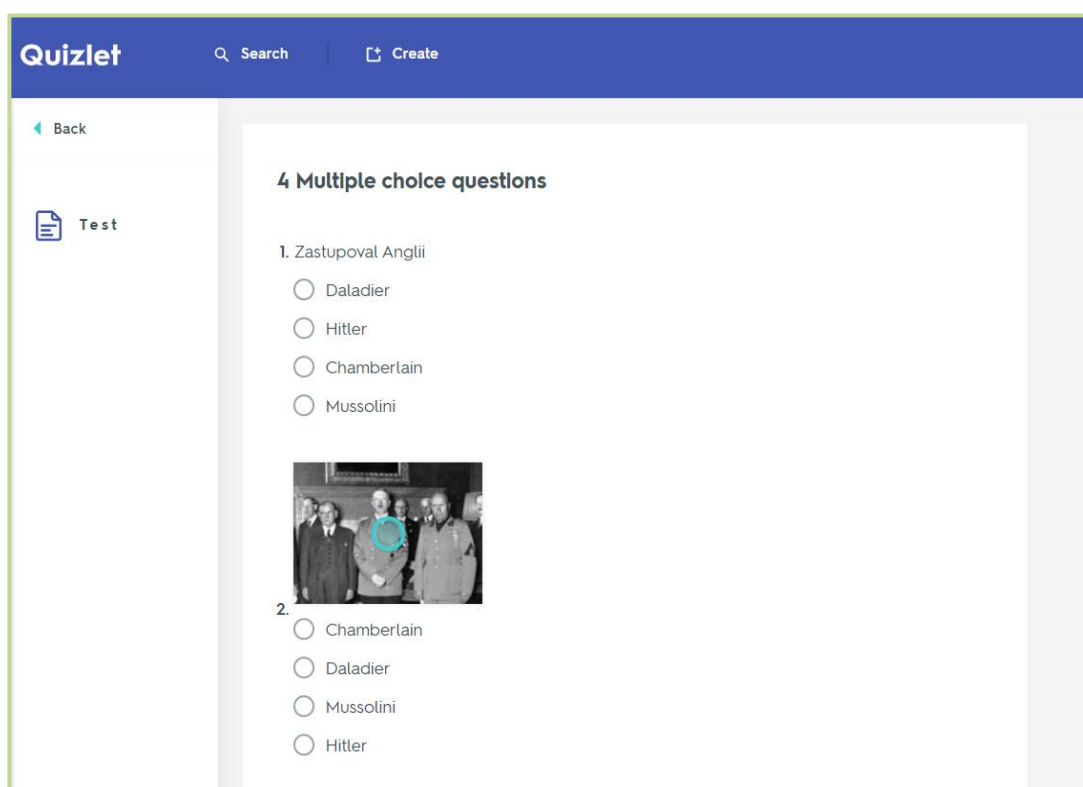 Quizlet
Search
Create
Back
Test
4 Multiple choice questions
1. Zastupoval Anglii
Daladier
Hitler
Chamberlain
Mussolini
2.
Chamberlain
Daladier
Mussolini
Hitler